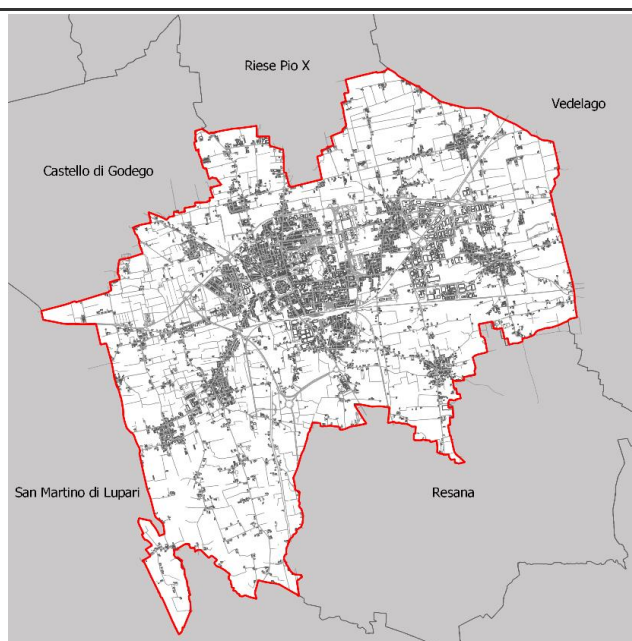 Riese Pio X
Vedelago
Castello di Godego
San Martino di Lupari
Resana